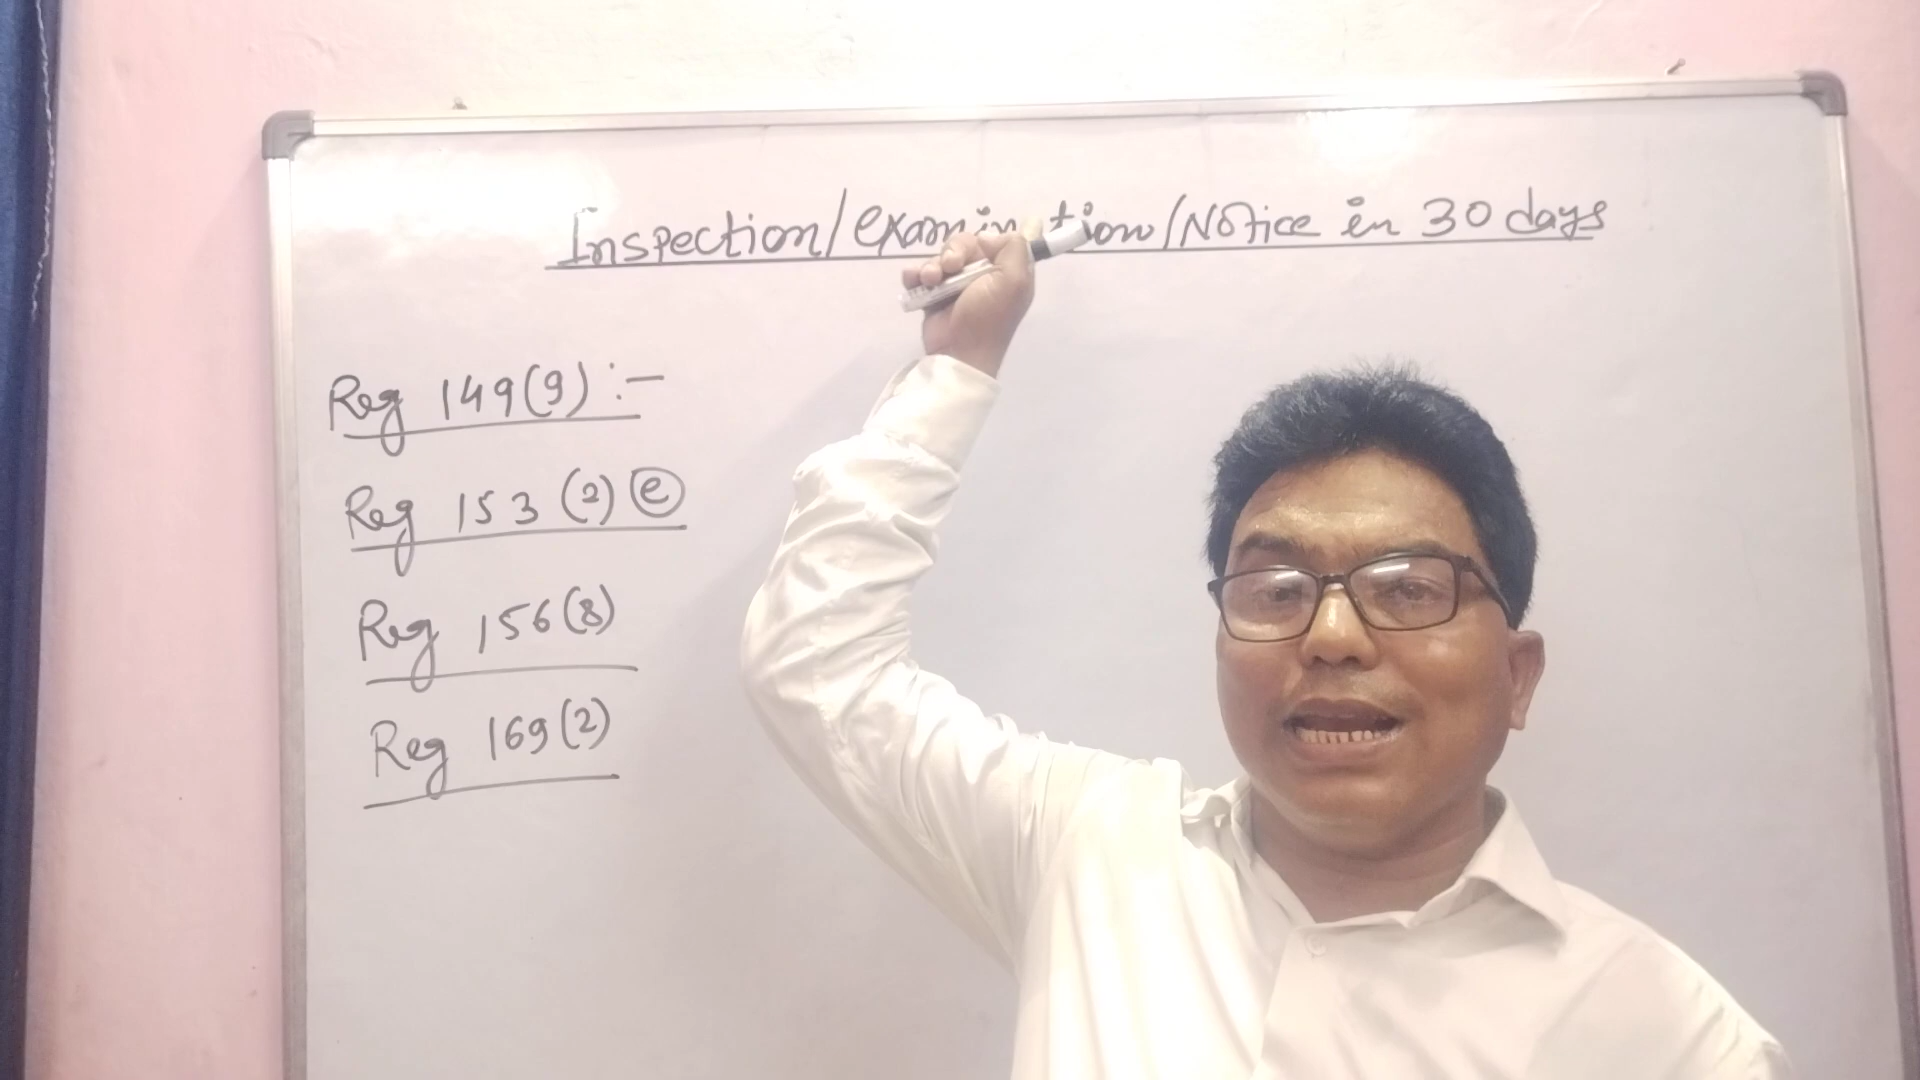 Inspection/examination/Notice in 30 days
Reg 149(9):-
Reg 153(2)(e)
Reg 156(8)
Reg 169(2)